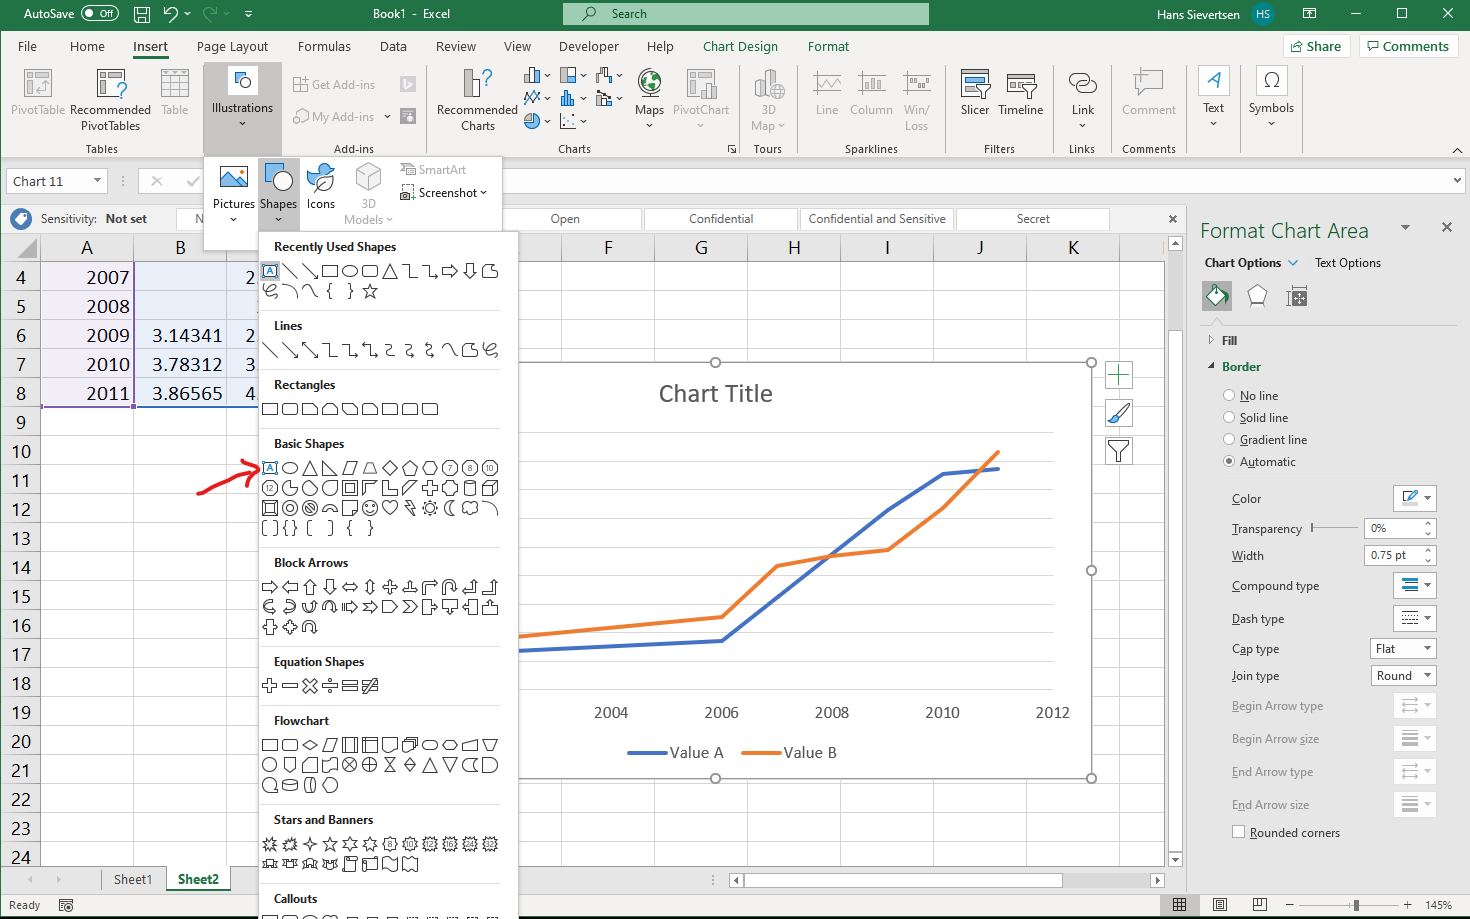 AutoSave Off Book1 - Excel Search Hans Sievertsen HS
File Home Insert Page Layout Formulas Data Review View Developer Help Chart Design Format Share Comments
PivotTable Recommended PivotTables Table
Tables
Illustrations
Get Add-ins
My Add-ins
Add-ins
Recommended Charts
Maps PivotChart
Charts
3D Map
Tours
Line Column Win/Loss
Sparklines
Slicer Timeline
Filters
Link
Links
Comment
Comments
Text
Symbols
Chart 11
Pictures Shapes Icons 3D Models
SmartArt
Screenshot
Sensitivity: Not set N Open Confidential Confidential and Sensitive Secret
A B F G H I J K
4 2007 2
5 2008
6 2009 3.14341 2
7 2010 3.78312 3
8 2011 3.86565 4
9
10
11
12
13
14
15
16
17
18
19
20
21
22
23
24
Recently Used Shapes
A
Lines
Rectangles
Basic Shapes
A 7 8 10
12
Block Arrows
Equation Shapes
Flowchart
Stars and Banners
8 10 12 16 24 32
Callouts
Chart Title
2004 2006 2008 2010 2012
Value A Value B
Format Chart Area
Chart Options Text Options
Fill
Border
No line
Solid line
Gradient line
Automatic
Color
Transparency 0%
Width 0.75 pt
Compound type
Dash type
Cap type Flat
Join type Round
Begin Arrow type
Begin Arrow size
End Arrow type
End Arrow size
Rounded corners
Sheet1 Sheet2
Ready 145%